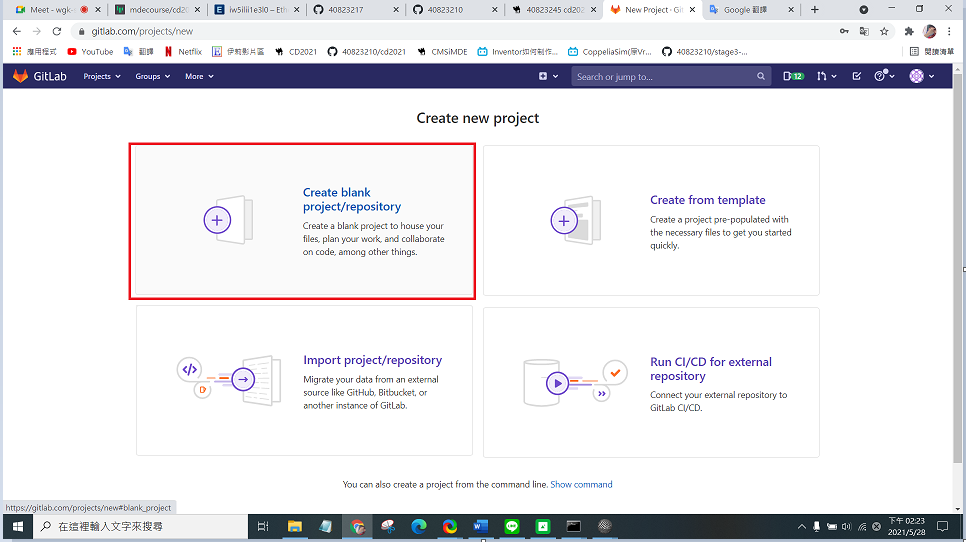 Meet - wgk-
mdecourse/cd20
iw5ilii1e3I0 – Eth
40823217
40823210
40823245 cd202
New Project · Git
Google 翻譯
gitlab.com/projects/new
應用程式
YouTube
翻譯
Netflix
伊莉影片區
CD2021
40823210/cd2021
CMSiMDE
Inventor如何制作...
CoppeliaSim(原Vr...
40823210/stage3-...
閱讀清單
GitLab
Projects
Groups
More
Search or jump to...
12
Create new project
Create blank
project/repository
Create a blank project to house your
files, plan your work, and collaborate
on code, among other things.
Create from template
Create a project pre-populated with
the necessary files to get you started
quickly.
Import project/repository
Migrate your data from an external
source like GitHub, Bitbucket, or
another instance of GitLab.
Run CI/CD for external
repository
Connect your external repository to
GitLab CI/CD.
You can also create a project from the command line. Show command
https://gitlab.com/projects/new#blank_project
在這裡輸入文字來搜尋
下午 02:23
2021/5/28